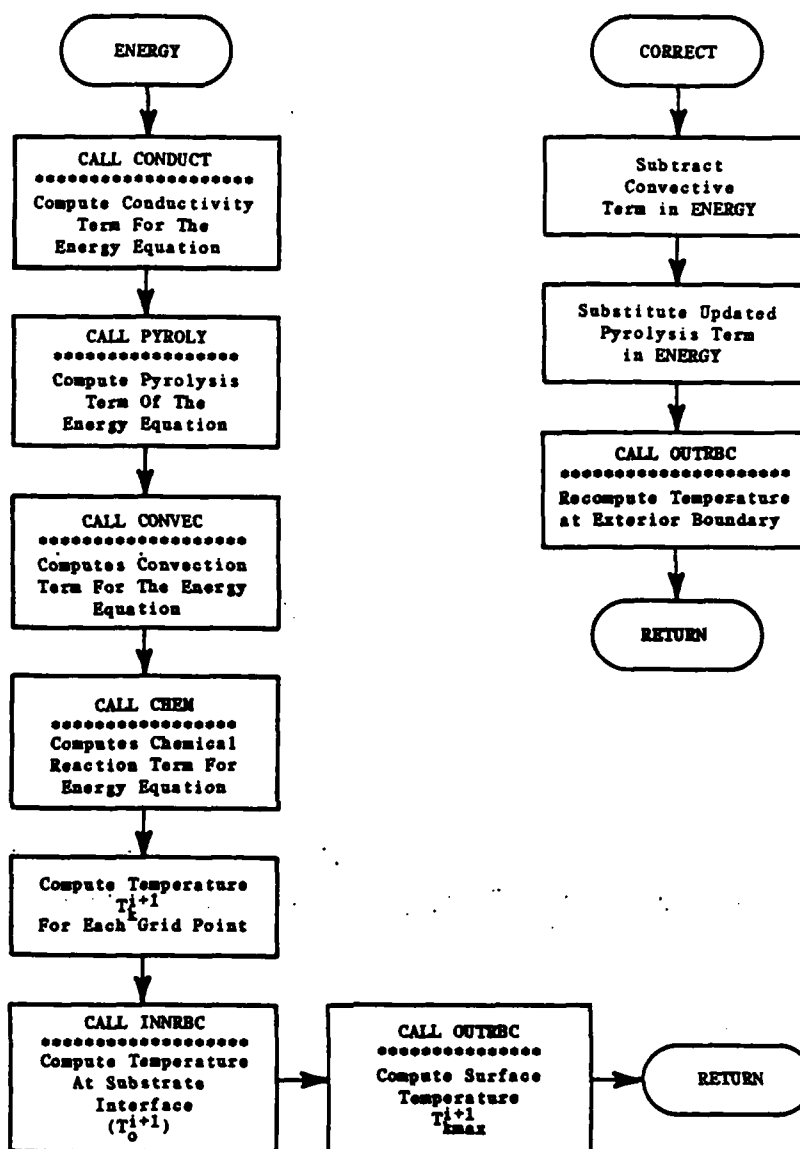 ENERGY
CALL CONDUCT
********************
Compute Conductivity
Term For The
Energy Equation
CALL PYROLY
*****************
Compute Pyrolysis
Term Of The
Energy Equation
CALL CONVEC
*******************
Computes Convection
Term For The Energy
Equation
CALL CHEM
*****************
Computes Chemical
Reaction Term For
Energy Equation
Compute Temperature
T_k^{i+1}
For Each Grid Point
CALL INNRBC
*******************
Compute Temperature
At Substrate
Interface
(T_o^{i+1})
CALL OUTRBC
***************
Compute Surface
Temperature
T_{kmax}^{i+1}
RETURN
CORRECT
Subtract
Convective
Term in ENERGY
Substitute Updated
Pyrolysis Term
in ENERGY
CALL OUTRBC
*********************
Recompute Temperature
at Exterior Boundary
RETURN